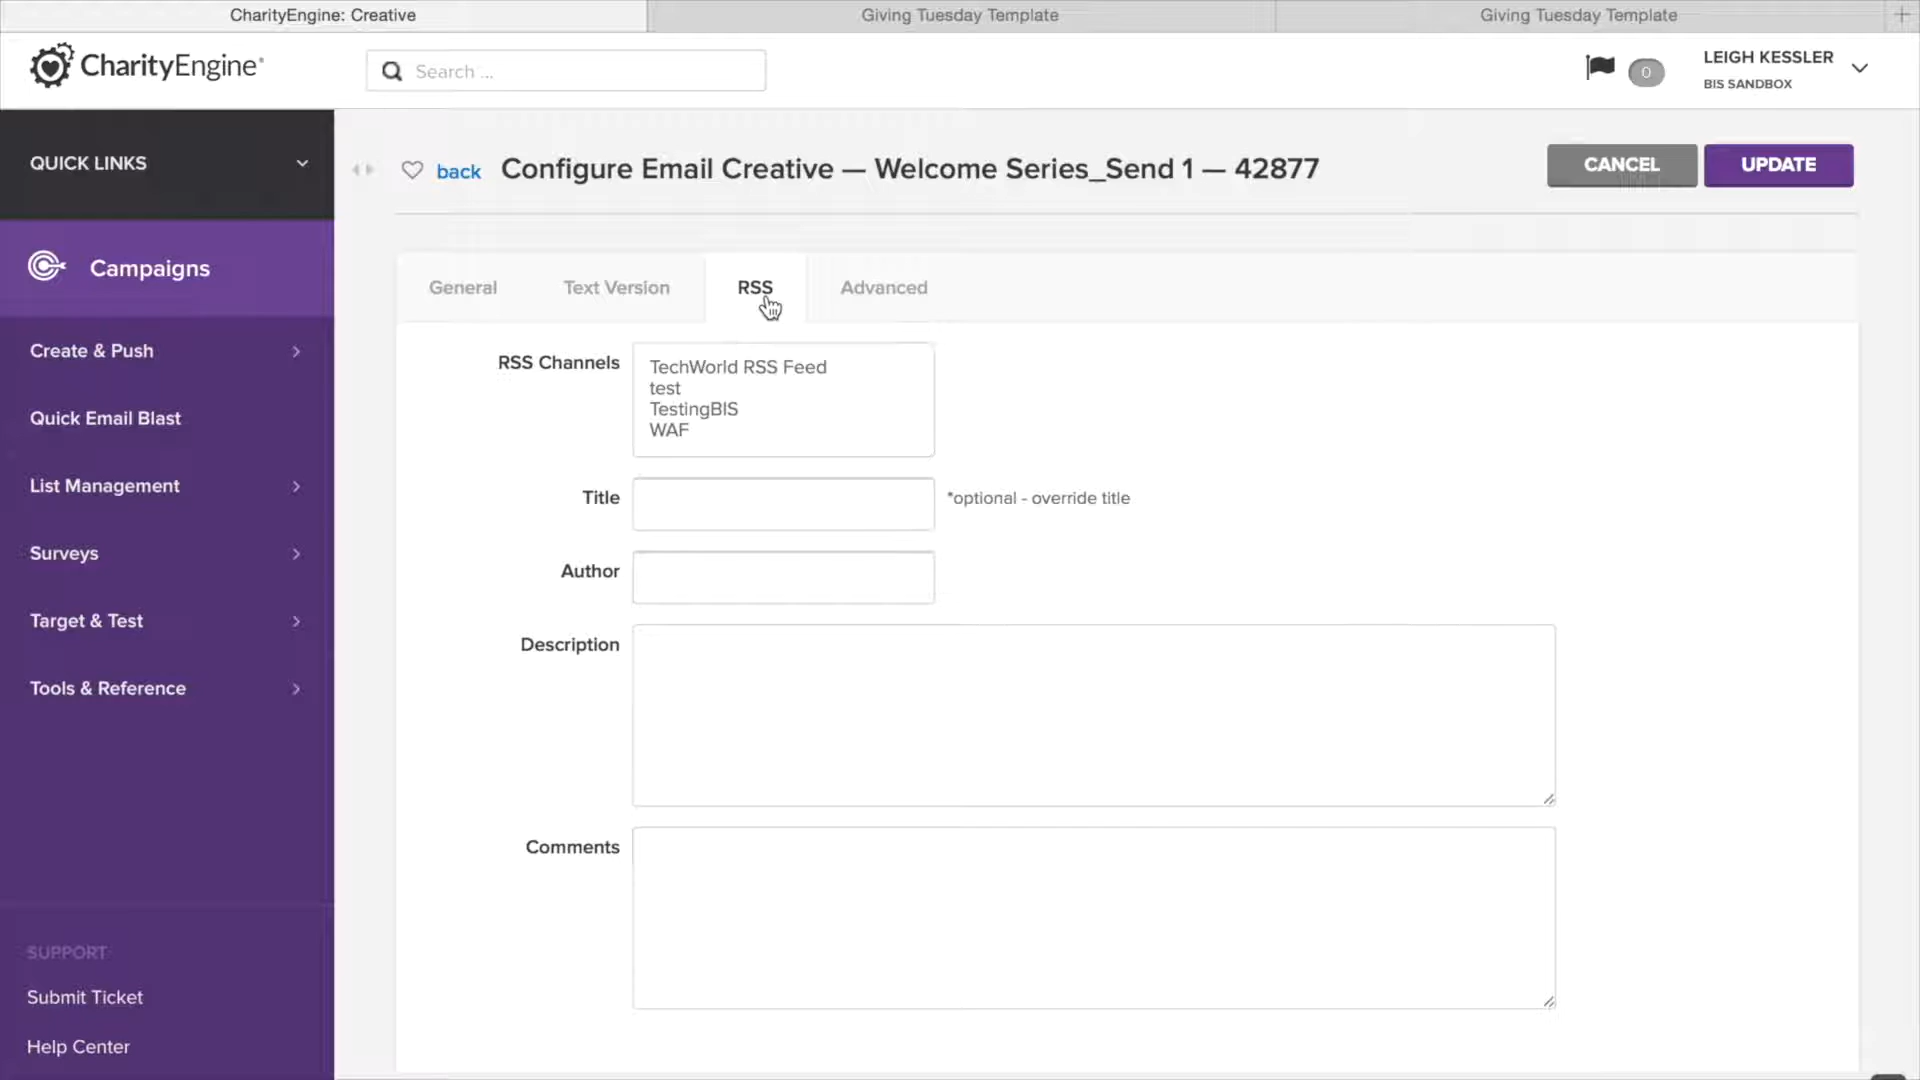 CharityEngine: Creative
Giving Tuesday Template
Giving Tuesday Template
CharityEngine®
Search ...
0
LEIGH KESSLER
BIS SANDBOX
QUICK LINKS
back
Configure Email Creative — Welcome Series_Send 1 — 42877
CANCEL
UPDATE
Campaigns
General
Text Version
RSS
Advanced
Create & Push
Quick Email Blast
List Management
Surveys
Target & Test
Tools & Reference
SUPPORT
Submit Ticket
Help Center
RSS Channels
TechWorld RSS Feed
test
TestingBIS
WAF
Title
*optional - override title
Author
Description
Comments